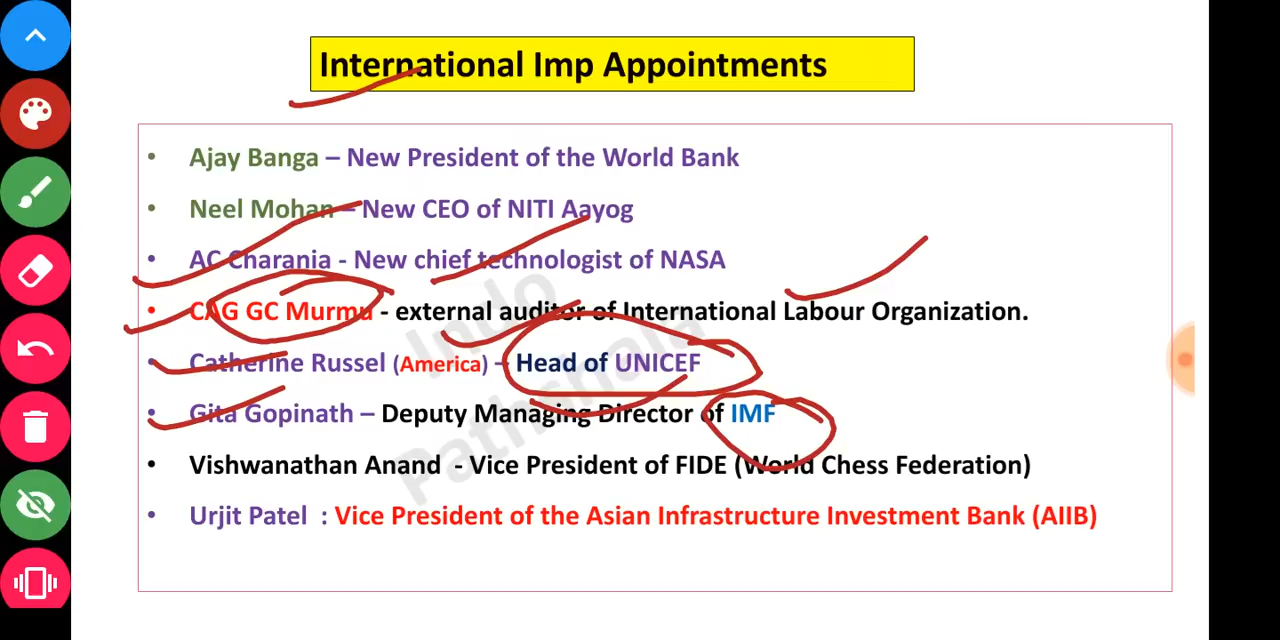 International Imp Appointments
• Ajay Banga – New President of the World Bank
• Neel Mohan – New CEO of NITI Aayog
• AC Charania - New chief technologist of NASA
• CAG GC Murmu - external auditor of International Labour Organization.
• Catherine Russel (America) – Head of UNICEF
• Gita Gopinath – Deputy Managing Director of IMF
• Vishwanathan Anand - Vice President of FIDE (World Chess Federation)
• Urjit Patel : Vice President of the Asian Infrastructure Investment Bank (AIIB)
Indo
Pathshala